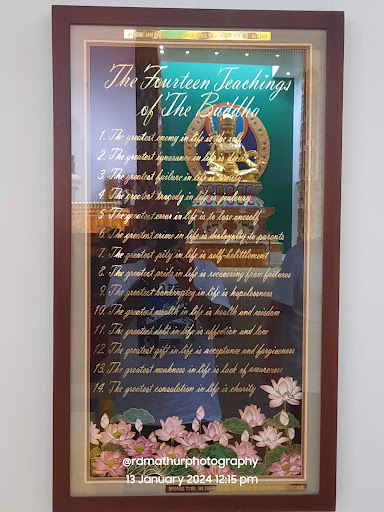 The Fourteen Teachings
of The Buddha
1. The greatest enemy in life is the self
2. The greatest ignorance in life is deceit
3. The greatest failure in life is vanity
4. The greatest tragedy in life is jealousy
5. The greatest error in life is to lose oneself
6. The greatest crime in life is disloyalty to parents
7. The greatest pity in life is self-belittlement
8. The greatest pride in life is recovering from failures
9. The greatest bankruptcy in life is hopelessness
10. The greatest wealth in life is health and wisdom
11. The greatest debt in life is affection and love
12. The greatest gift in life is acceptance and forgiveness
13. The greatest weakness in life is lack of awareness
14. The greatest consolation in life is charity
@rdmathurphotography
13 January 2024 12:15 pm